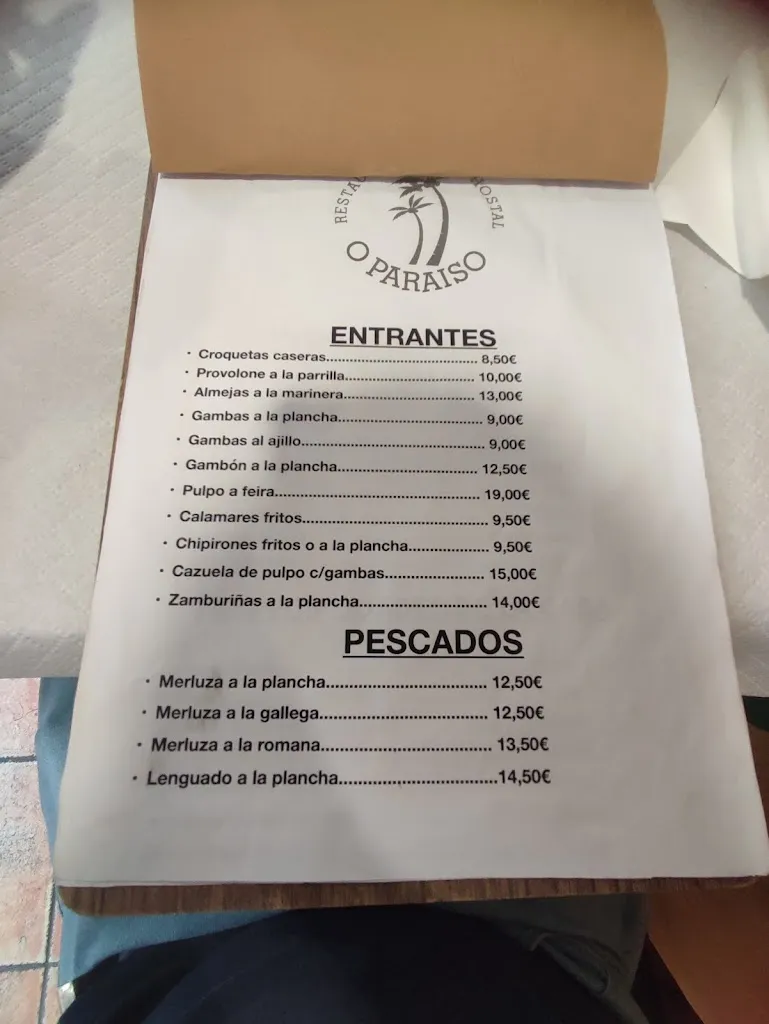 HOSTAL
O PARAISO
ENTRANTES
· Croquetas caseras........................................ 8,50€
· Provolone a la parrilla.................................. 10,00€
· Almejas a la marinera.................................. 13,00€
· Gambas a la plancha..................................... 9,00€
· Gambas al ajillo............................................. 9,00€
· Gambón a la plancha................................... 12,50€
· Pulpo a feira.................................................. 19,00€
· Calamares fritos............................................ 9,50€
· Chipirones fritos o a la plancha................... 9,50€
· Cazuela de pulpo c/gambas....................... 15,00€
· Zamburiñas a la plancha............................. 14,00€
PESCADOS
· Merluza a la plancha................................... 12,50€
· Merluza a la gallega.................................... 12,50€
· Merluza a la romana.................................... 13,50€
· Lenguado a la plancha.................................14,50€